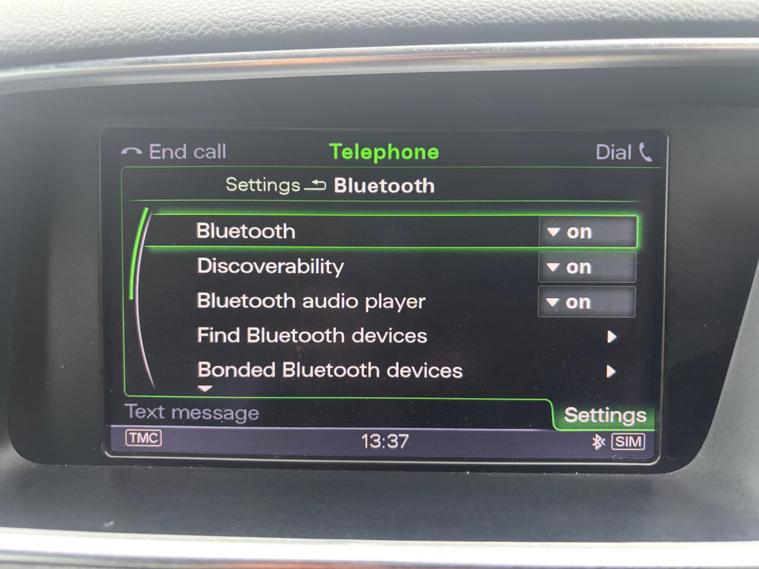 End call Telephone Dial
Settings Bluetooth
Bluetooth on
Discoverability on
Bluetooth audio player on
Find Bluetooth devices
Bonded Bluetooth devices
Text message Settings
TMC 13:37 SIM